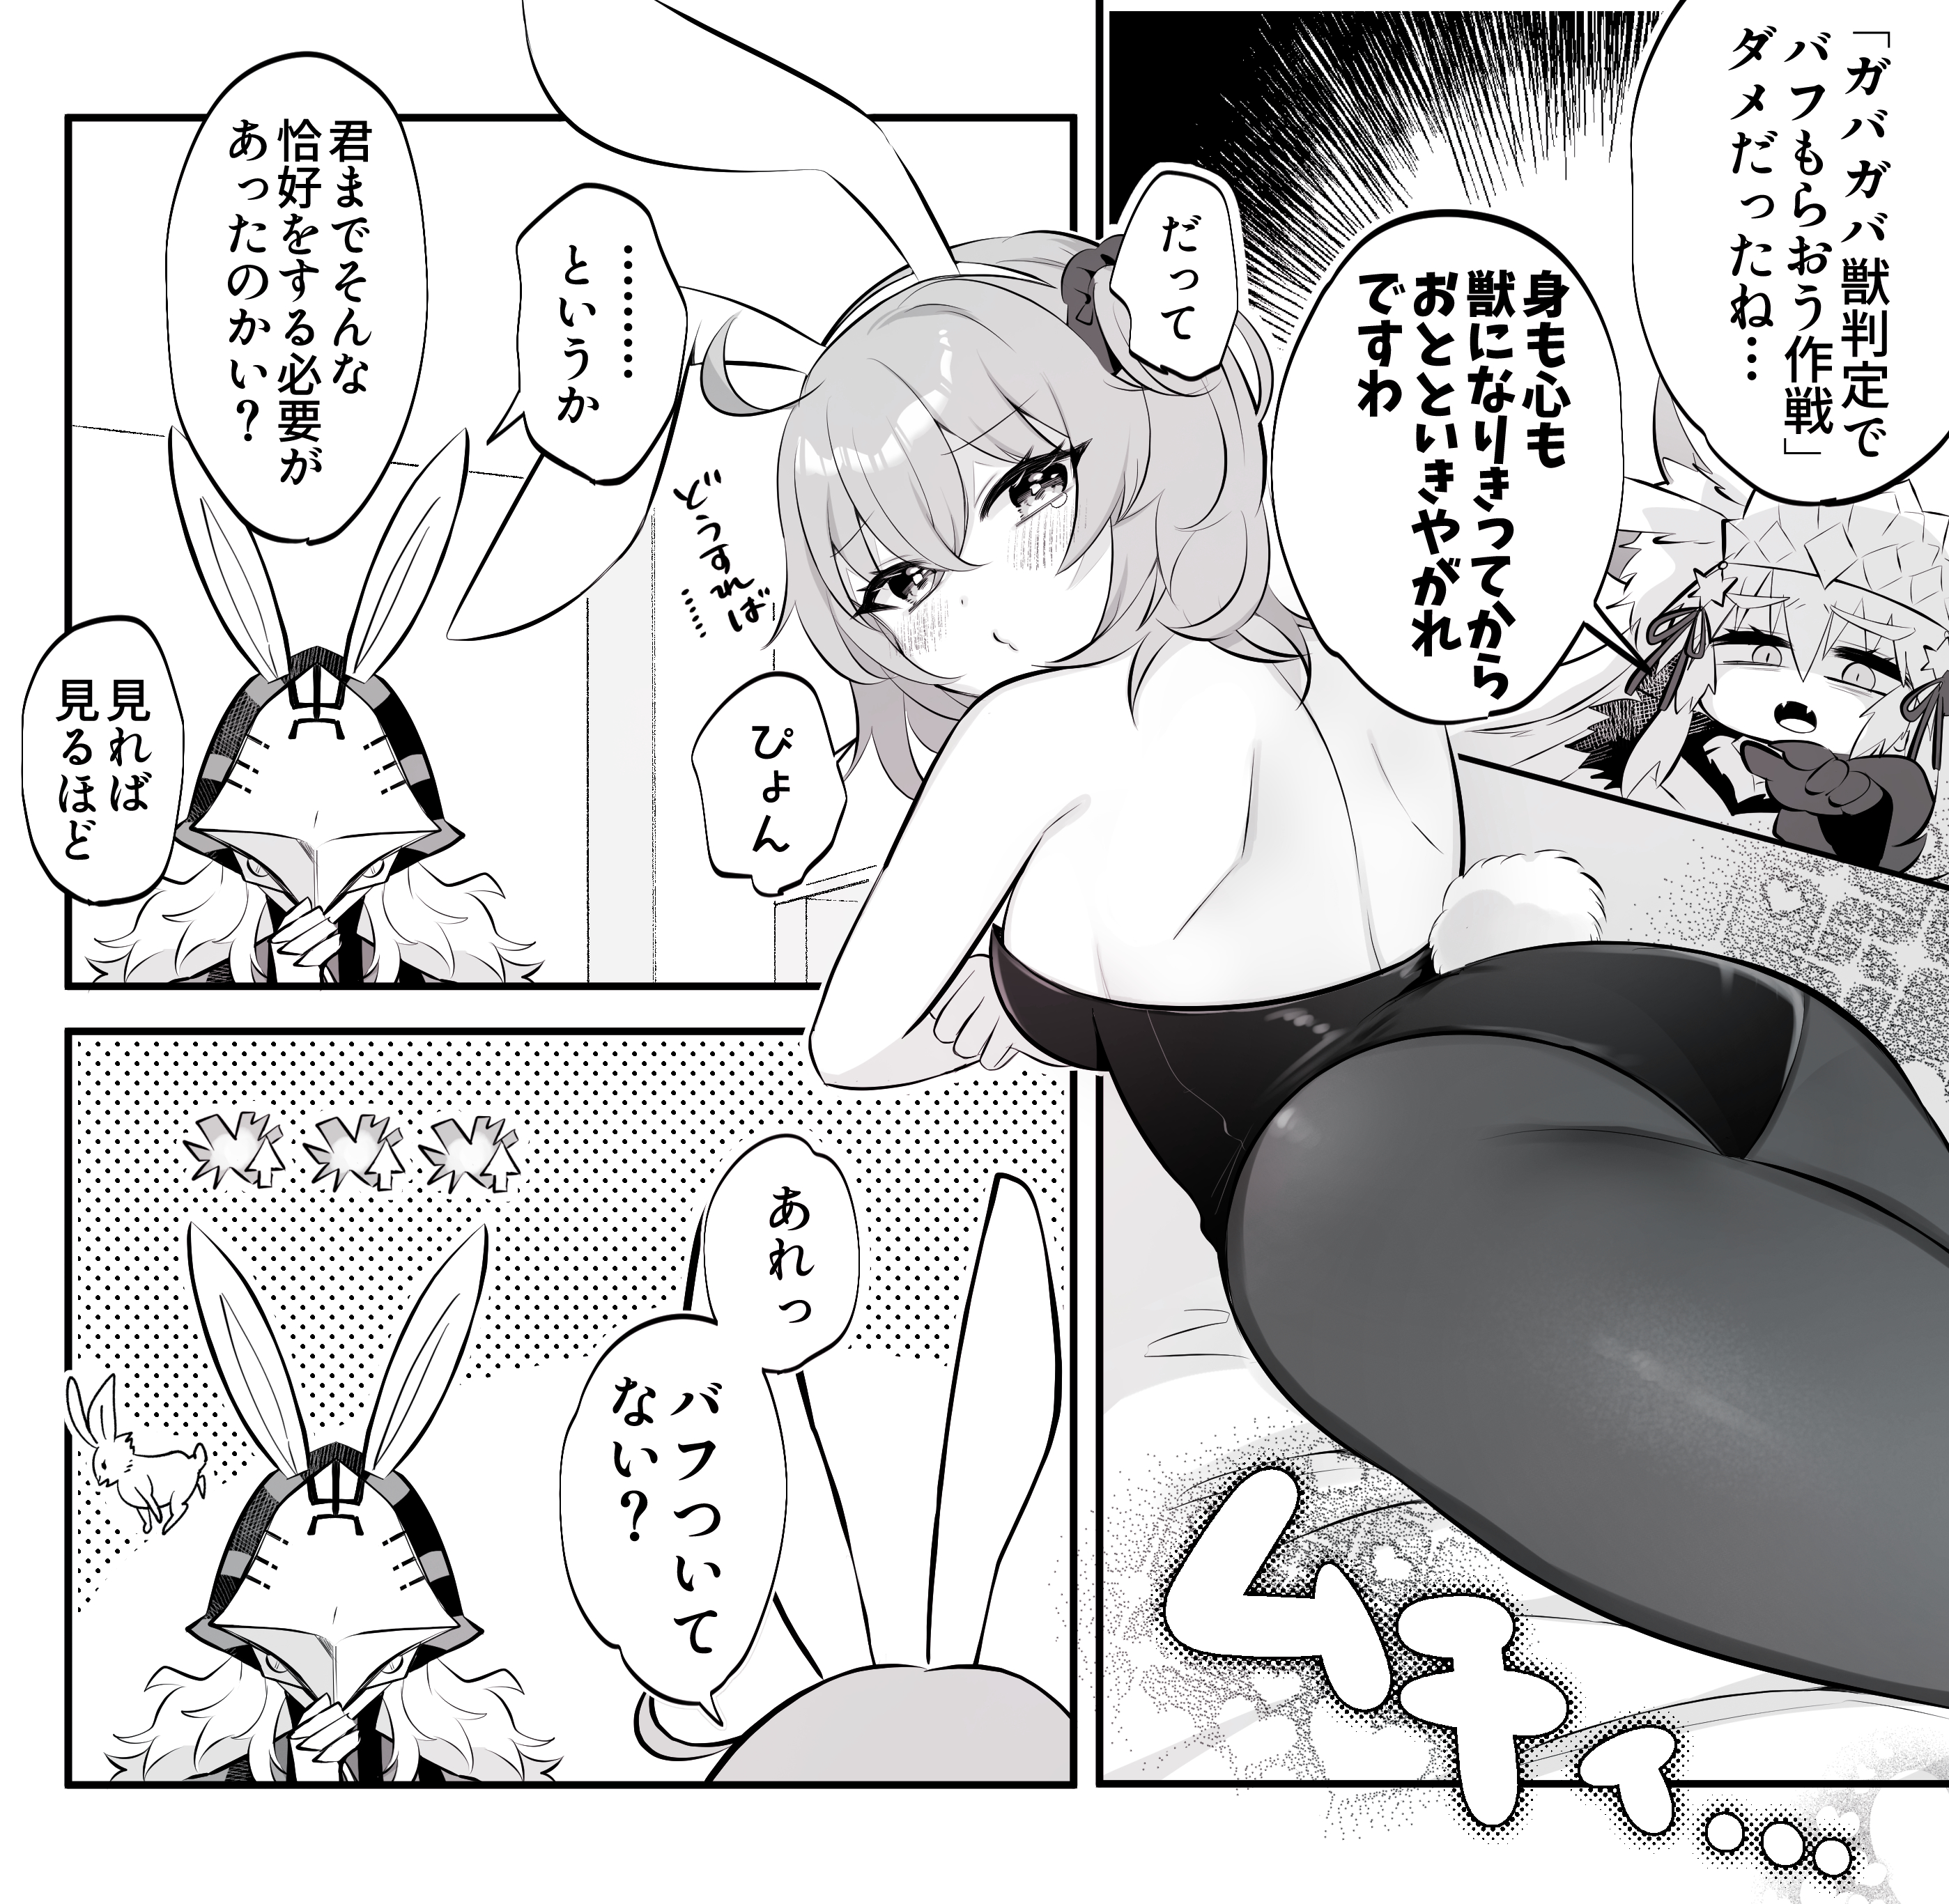 「ガバガバ獣判定で
バフもらおう作戦」
ダメだったね…
身も心も
獣になりきってから
おとといきやがれ
ですわ
だって
ムチッ…
………
というか
君までそんな
恰好をする必要が
あったのかい？
どうすれば
……
ぴょん
見れば
見るほど
あれっ
バフついて
ない？